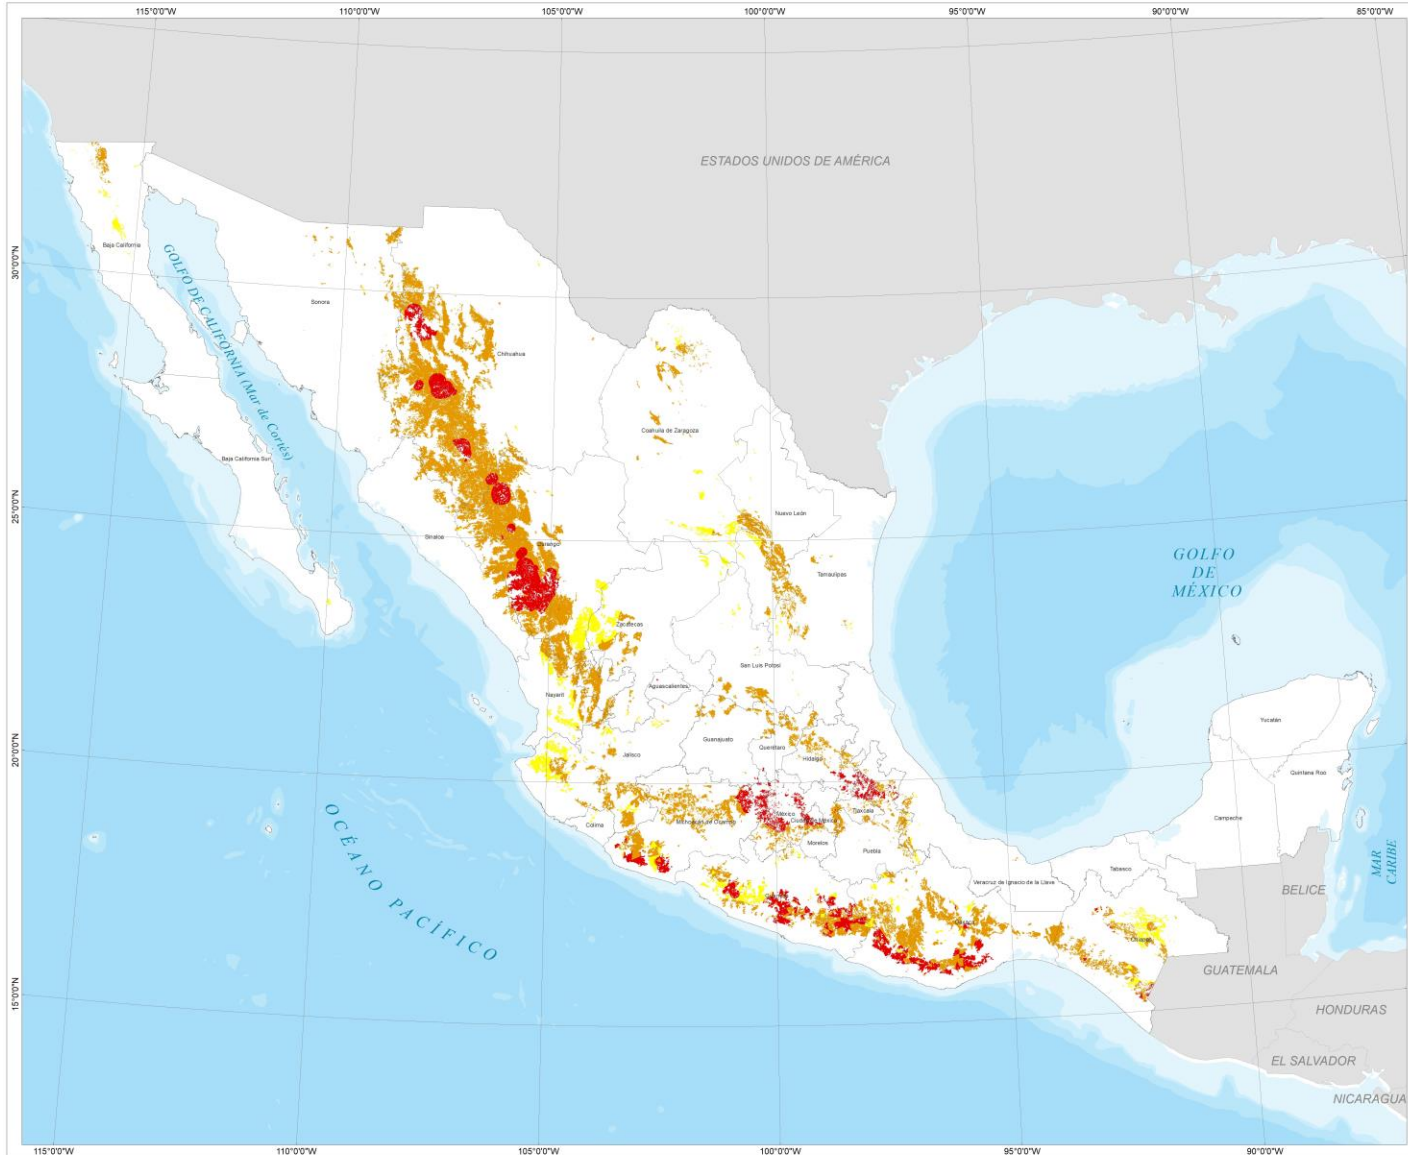 115°0'0"W
110°0'0"W
105°0'0"W
100°0'0"W
95°0'0"W
90°0'0"W
85°0'0"W
ESTADOS UNIDOS DE AMÉRICA
30°0'0"N
Baja California
GOLFO DE CALIFORNIA (Mar de Cortés)
Sonora
Chihuahua
Coahuila de Zaragoza
Baja California Sur
25°0'0"N
Nuevo León
Sinaloa
Durango
Tamaulipas
GOLFO
DE
MÉXICO
Zacatecas
San Luis Potosí
Nayarit
Aguascalientes
Yucatán
20°0'0"N
Jalisco
Guanajuato
Querétaro
Hidalgo
Quintana Roo
OCÉANO PACÍFICO
Colima
Michoacán de Ocampo
México
Ciudad de México
Tlaxcala
Campeche
Morelos
Puebla
MAR
CARIBE
Tabasco
Veracruz de Ignacio de la Llave
BELICE
Oaxaca
Chiapas
GUATEMALA
15°0'0"N
HONDURAS
EL SALVADOR
NICARAGUA
115°0'0"W
110°0'0"W
105°0'0"W
100°0'0"W
95°0'0"W
90°0'0"W